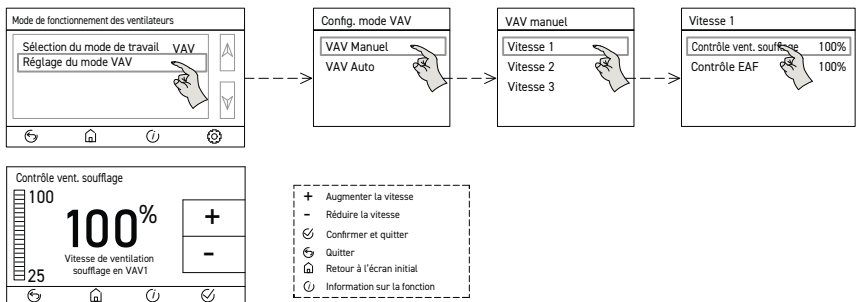 Mode de fonctionnement des ventilateurs
Sélection du mode de travail VAV
Réglage du mode VAV
Config. mode VAV
VAV Manuel
VAV Auto
VAV manuel
Vitesse 1
Vitesse 2
Vitesse 3
Vitesse 1
Contrôle vent. soufflage 100%
Contrôle EAF 100%
Contrôle vent. soufflage
100
100%
Vitesse de ventilation
soufflage en VAV1
25
+
-
+ Augmenter la vitesse
- Réduire la vitesse
Confirmer et quitter
Quitter
Retour à l'écran initial
i Information sur la fonction